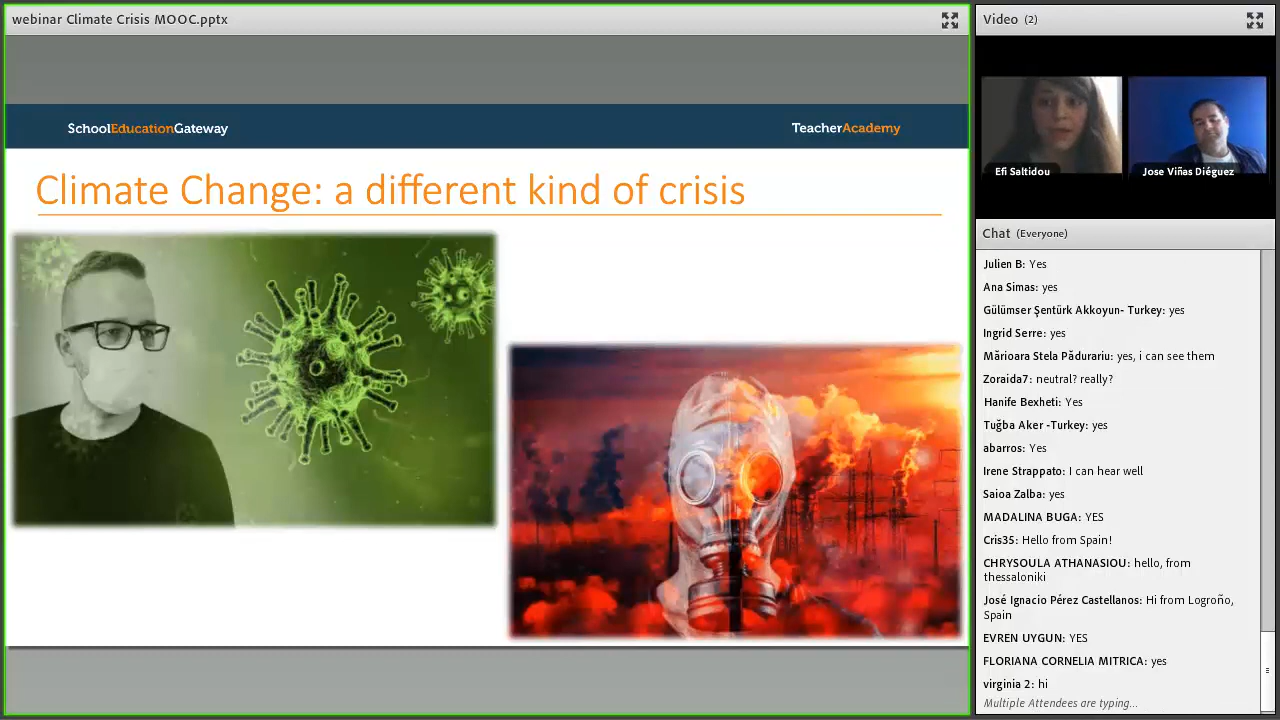 webinar Climate Crisis MOOC.pptx
SchoolEducationGateway
TeacherAcademy
Climate Change: a different kind of crisis
Video (2)
Efi Saltidou
Jose Viñas Diéguez
Chat (Everyone)
Julien B: Yes
Ana Simas: yes
Gülümser Şentürk Akkoyun- Turkey: yes
Ingrid Serre: yes
Mărioara Stela Pădurariu: yes, i can see them
Zoraida7: neutral? really?
Hanife Bexheti: Yes
Tuğba Aker -Turkey: yes
abarros: Yes
Irene Strappato: I can hear well
Saioa Zalba: yes
MADALINA BUGA: YES
Cris35: Hello from Spain!
CHRYSOULA ATHANASIOU: hello, from
thessaloniki
José Ignacio Pérez Castellanos: Hi from Logroño,
Spain
EVREN UYGUN: YES
FLORIANA CORNELIA MITRICA: yes
virginia 2: hi
Multiple Attendees are typing...